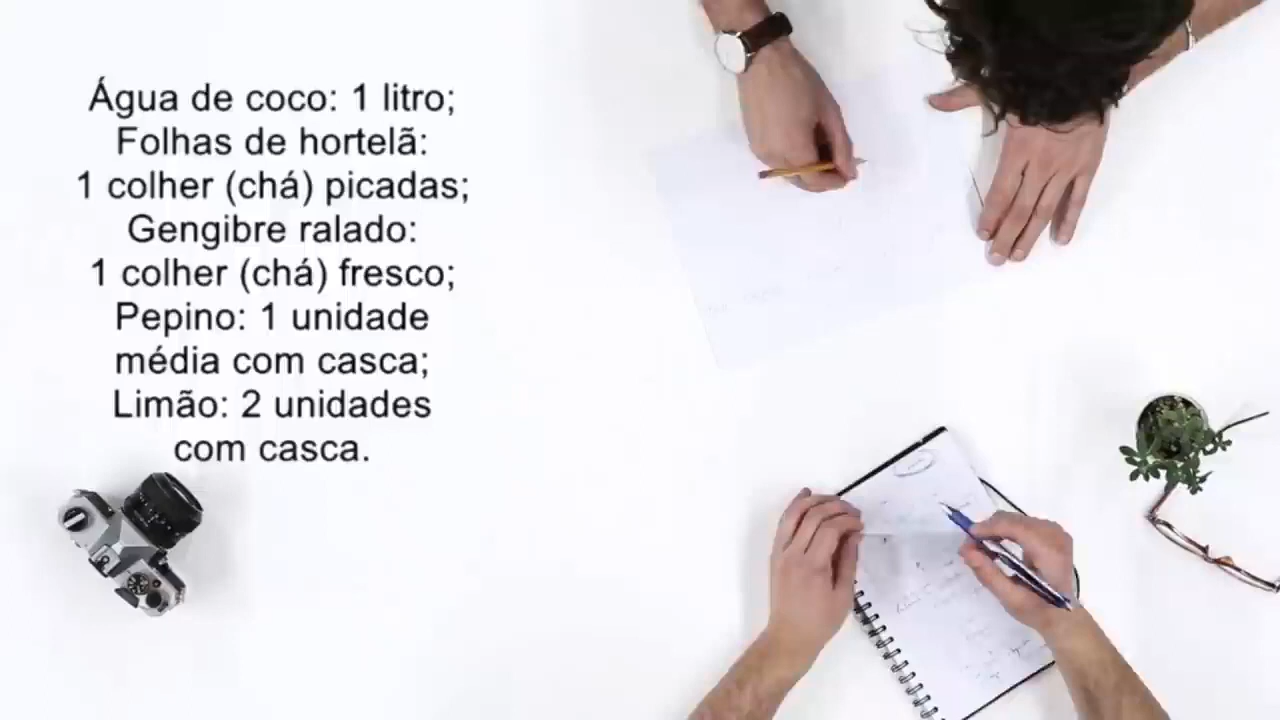 Água de coco: 1 litro;
Folhas de hortelã:
1 colher (chá) picadas;
Gengibre ralado:
1 colher (chá) fresco;
Pepino: 1 unidade
média com casca;
Limão: 2 unidades
com casca.